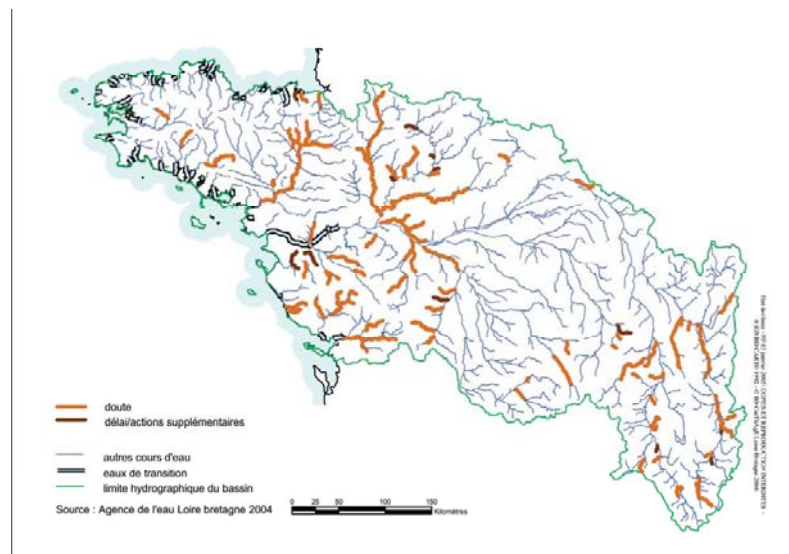 doute
délai/actions supplémentaires
autres cours d'eau
eaux de transition
limite hydrographique du bassin
Source : Agence de l'eau Loire bretagne 2004
0 25 50 100 150
Kilomètres